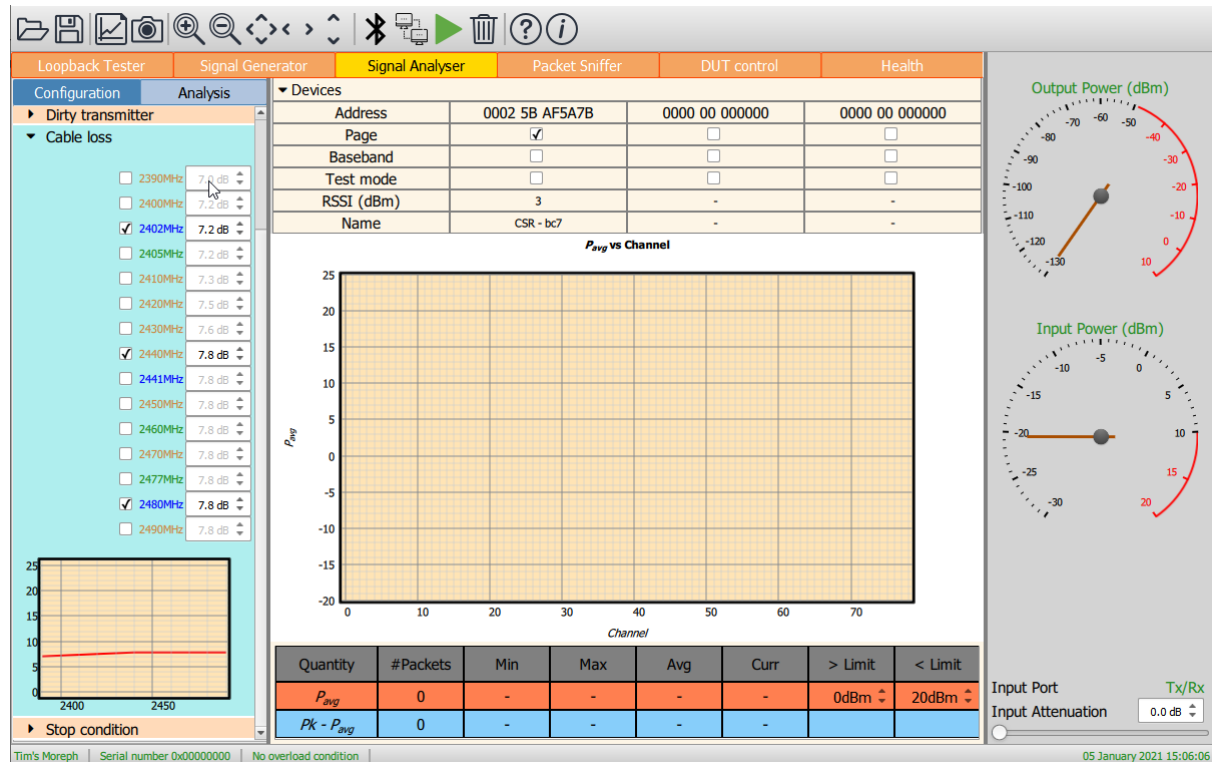 Loopback Tester Signal Generator Signal Analyser Packet Sniffer DUT control Health
Configuration Analysis
Dirty transmitter
Cable loss
2390MHz 7.0 dB
2400MHz 7.2 dB
2402MHz 7.2 dB
2405MHz 7.2 dB
2410MHz 7.3 dB
2420MHz 7.5 dB
2430MHz 7.6 dB
2440MHz 7.8 dB
2441MHz 7.8 dB
2450MHz 7.8 dB
2460MHz 7.8 dB
2470MHz 7.8 dB
2477MHz 7.8 dB
2480MHz 7.8 dB
2490MHz 7.8 dB
25
20
15
10
5
0
2400 2450
Stop condition
Devices
Address 0002 5B AF5A7B 0000 00 000000 0000 00 000000
Page
Baseband
Test mode
RSSI (dBm) 3 - -
Name CSR - bc7 - -
Pavg vs Channel
25
20
15
10
5
0
-5
-10
-15
-20
Pavg
0 10 20 30 40 50 60 70
Channel
Quantity #Packets Min Max Avg Curr > Limit < Limit
Pavg 0 - - - - 0dBm 20dBm
Pk - Pavg 0 - - - -
Output Power (dBm)
-130 -120 -110 -100 -90 -80 -70 -60 -50 -40 -30 -20 -10 0 10
Input Power (dBm)
-30 -25 -20 -15 -10 -5 0 5 10 15 20
Input Port Tx/Rx
Input Attenuation 0.0 dB
Tim's Moreph Serial number 0x00000000 No overload condition 05 January 2021 15:06:06